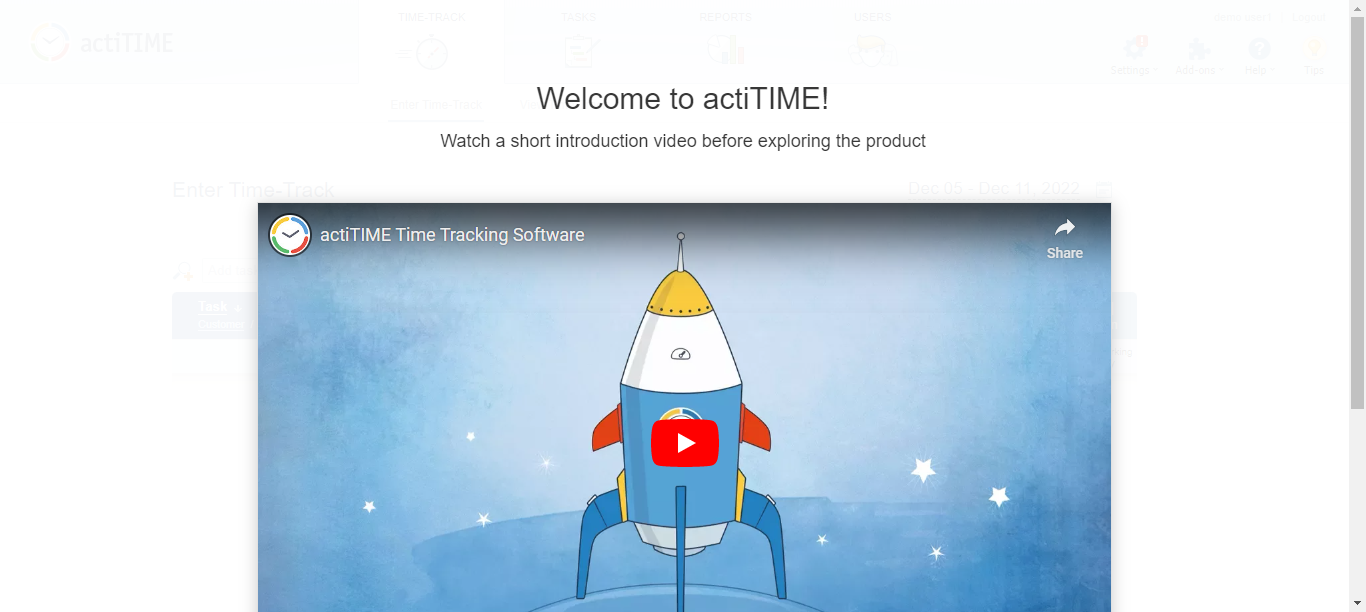 TIME-TRACK
TASKS
REPORTS
USERS
Logout
actiTIME
Settings
Add-ons
Help
Tips
Welcome to actiTIME!
Enter Time-Track
Watch a short introduction video before exploring the product
Enter Time-Track
Dec 05 - Dec 11, 2022
actiTIME Time Tracking Software
Share
Task
Customer